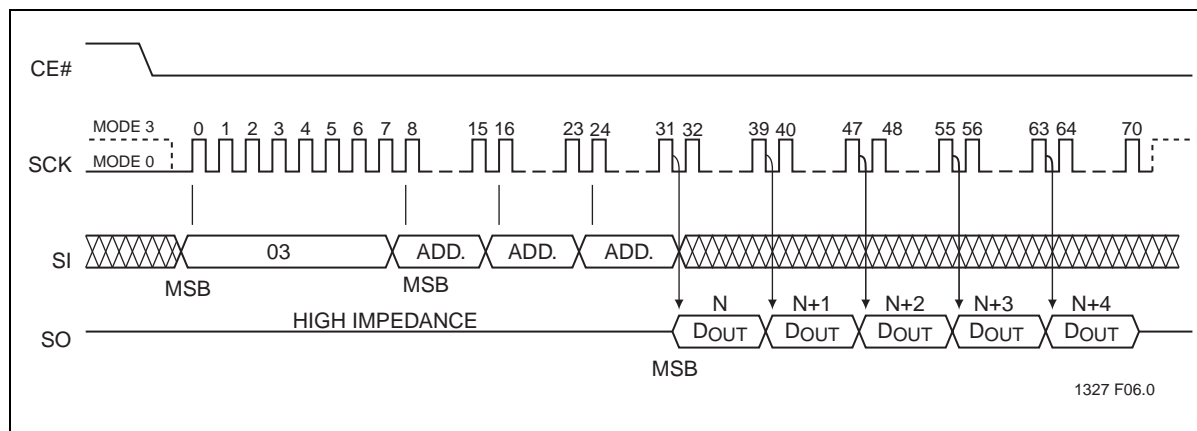 CE#
MODE 3
0 1 2 3 4 5 6 7 8 15 16 23 24 31 32 39 40 47 48 55 56 63 64 70
SCK MODE 0
SI 03 ADD. ADD. ADD.
MSB MSB
N N+1 N+2 N+3 N+4
HIGH IMPEDANCE
SO DOUT DOUT DOUT DOUT DOUT
MSB
1327 F06.0